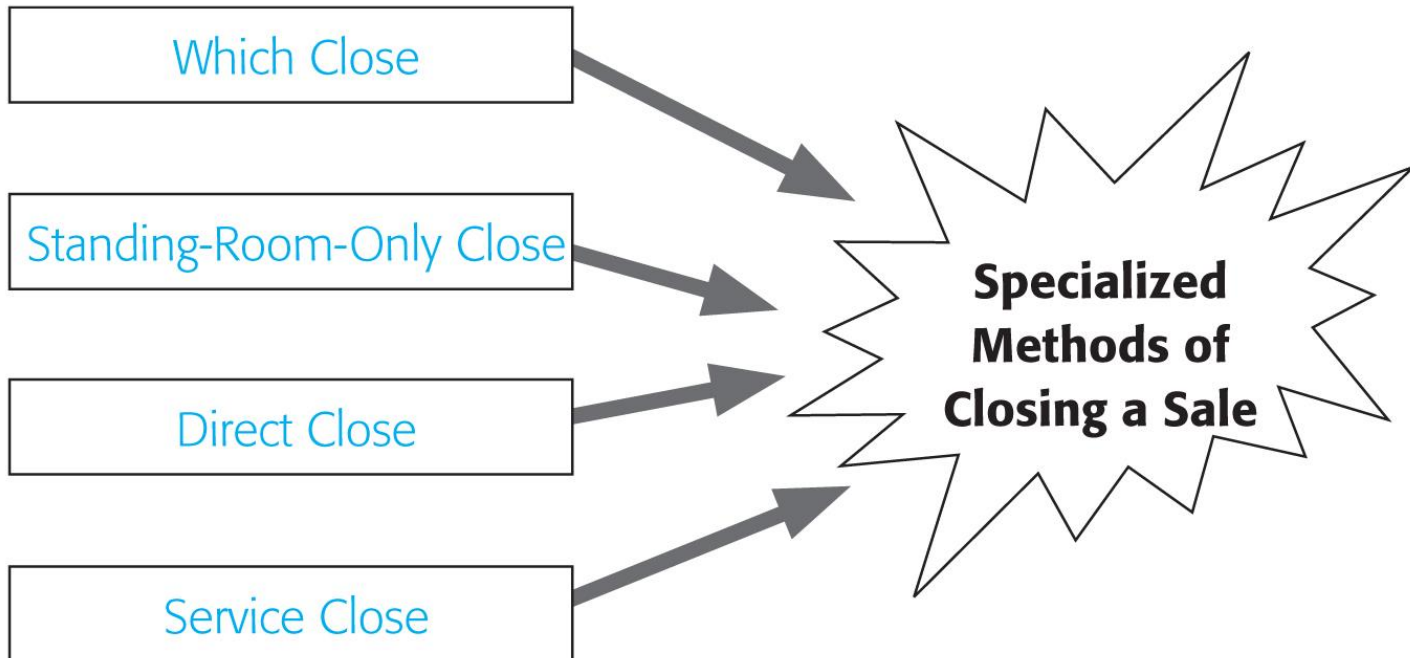 Which Close
Standing-Room-Only Close
Direct Close
Service Close
Specialized
Methods of
Closing a Sale